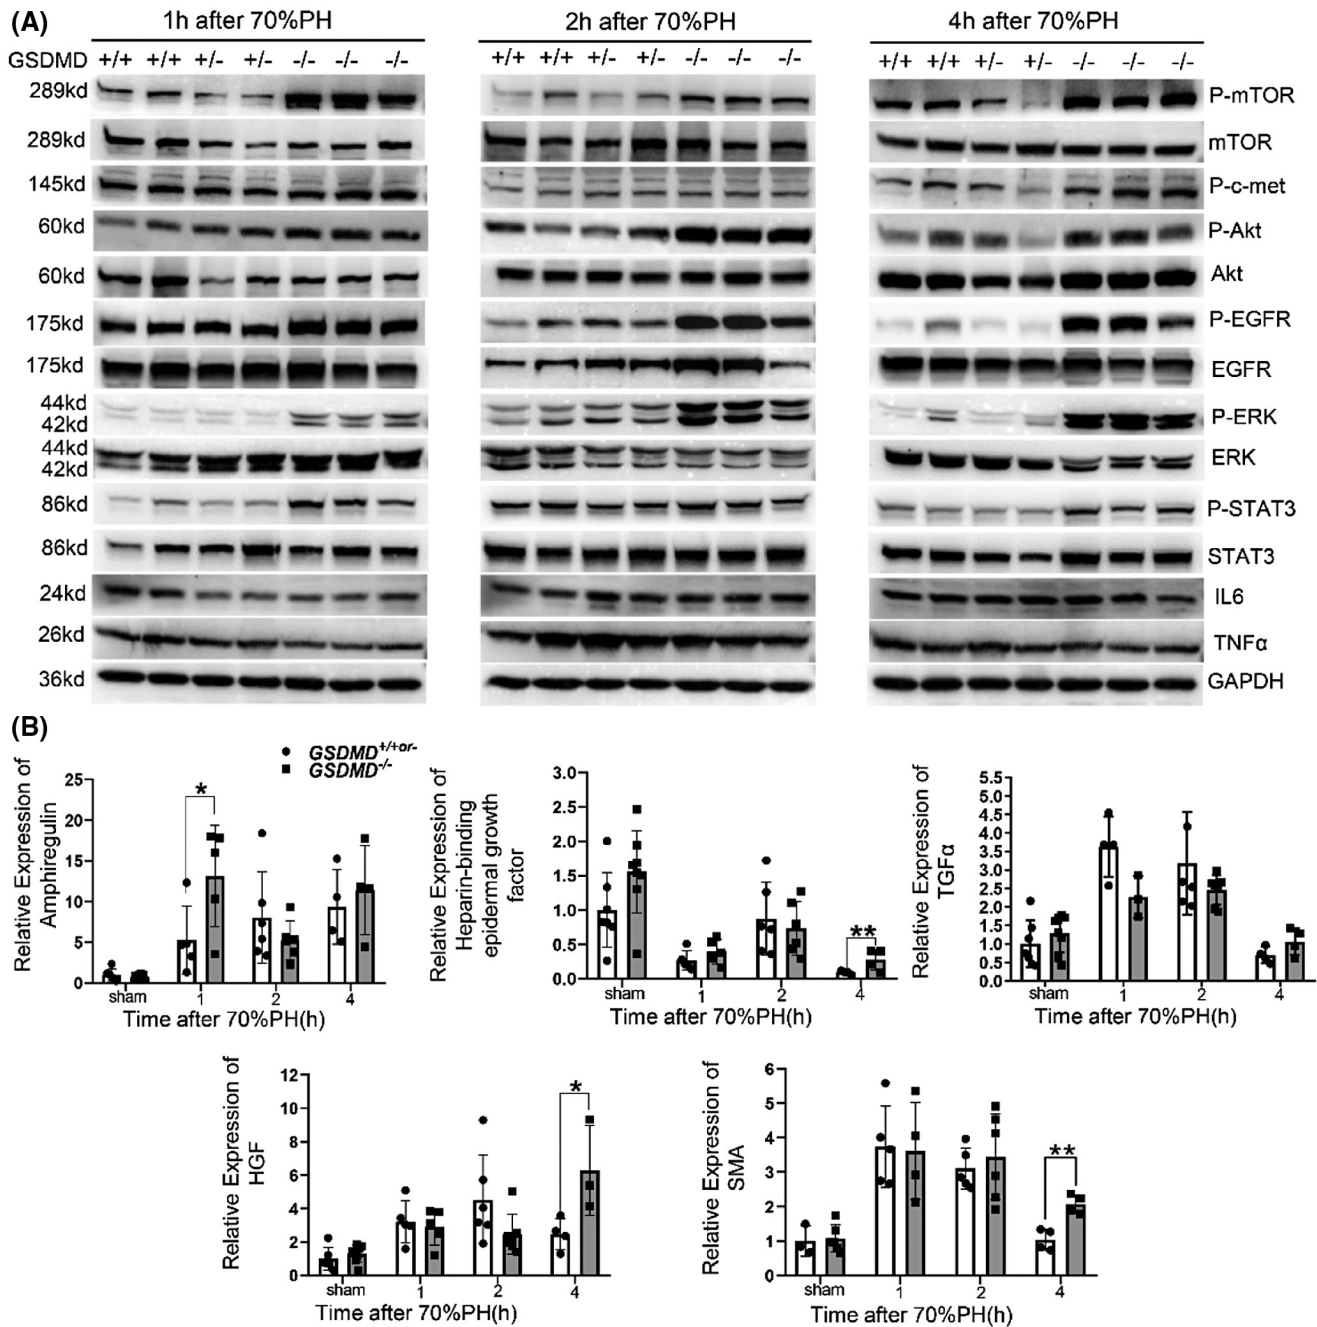 (A)
1h after 70%PH 2h after 70%PH 4h after 70%PH
GSDMD +/+ +/+ +/- +/- -/- -/- -/- +/+ +/+ +/- +/- -/- -/- -/- +/+ +/+ +/- +/- -/- -/- -/-
289kd P-mTOR
289kd mTOR
145kd P-c-met
60kd P-Akt
60kd Akt
175kd P-EGFR
175kd EGFR
44kd
42kd P-ERK
44kd
42kd ERK
86kd P-STAT3
86kd STAT3
24kd IL6
26kd TNFα
36kd GAPDH
(B)
GSDMD+/+or-
GSDMD-/-
Relative Expression of
Amphiregulin
25
20
15
10
5
0
*
sham 1 2 4
Time after 70%PH(h)
Relative Expression of
Heparin-binding
epidermal growth
factor
3.0
2.5
2.0
1.5
1.0
0.5
0.0
**
sham 1 2 4
Time after 70%PH(h)
Relative Expression of
TGFα
5.5
5.0
4.5
4.0
3.5
3.0
2.5
2.0
1.5
1.0
0.5
0.0
sham 1 2 4
Time after 70%PH(h)
Relative Expression of
HGF
12
10
8
6
4
2
0
*
sham 1 2 4
Time after 70%PH(h)
Relative Expression of
SMA
6
5
4
3
2
1
0
**
sham 1 2 4
Time after 70%PH(h)